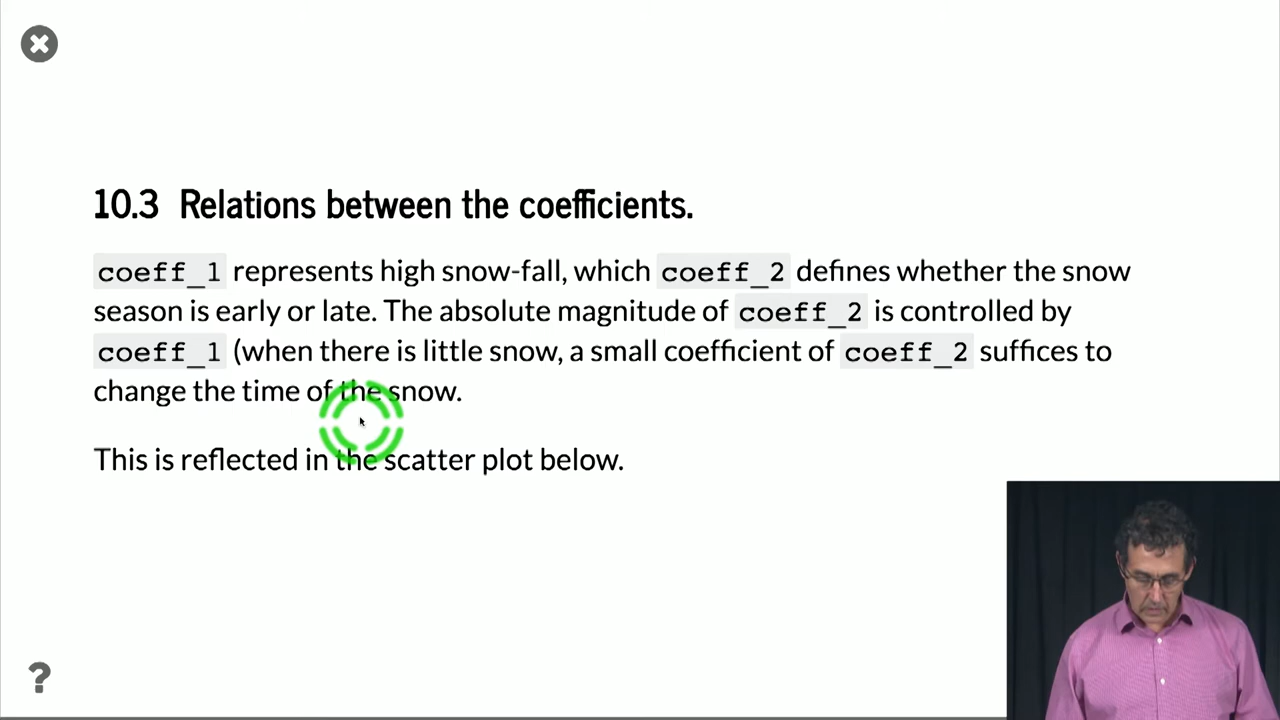 10.3 Relations between the coefficients.
coeff_1 represents high snow-fall, which coeff_2 defines whether the snow
season is early or late. The absolute magnitude of coeff_2 is controlled by
coeff_1 (when there is little snow, a small coefficient of coeff_2 suffices to
change the time of the snow.
This is reflected in the scatter plot below.
?